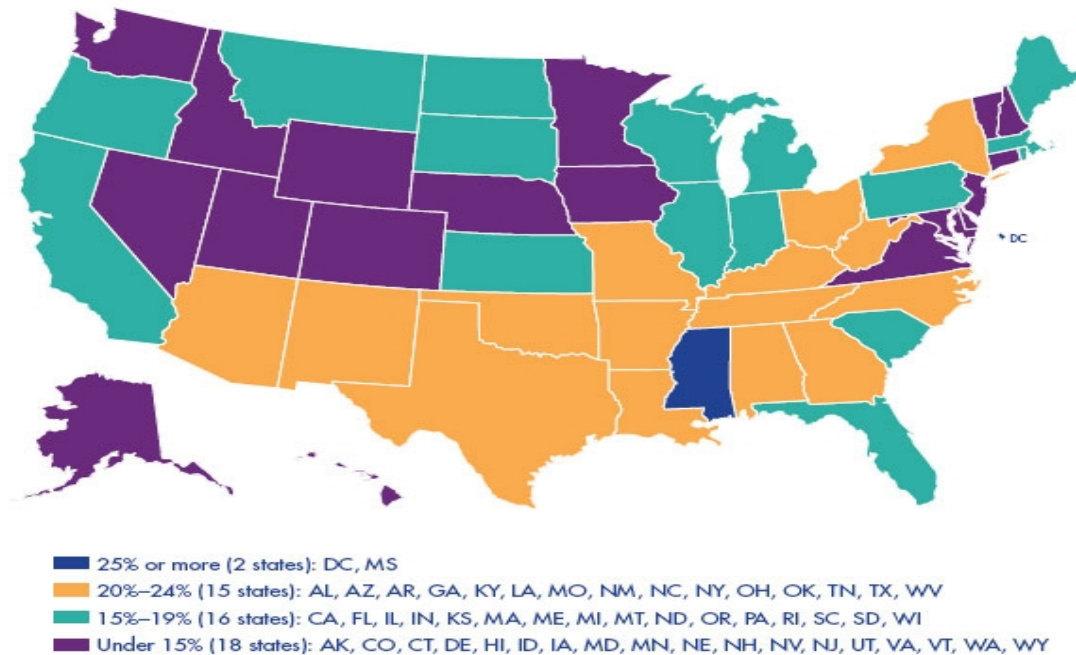 DC
25% or more (2 states): DC, MS
20%–24% (15 states): AL, AZ, AR, GA, KY, LA, MO, NM, NC, NY, OH, OK, TN, TX, WV
15%–19% (16 states): CA, FL, IL, IN, KS, MA, ME, MI, MT, ND, OR, PA, RI, SC, SD, WI
Under 15% (18 states): AK, CO, CT, DE, HI, ID, IA, MD, MN, NE, NH, NV, NJ, UT, VA, VT, WA, WY